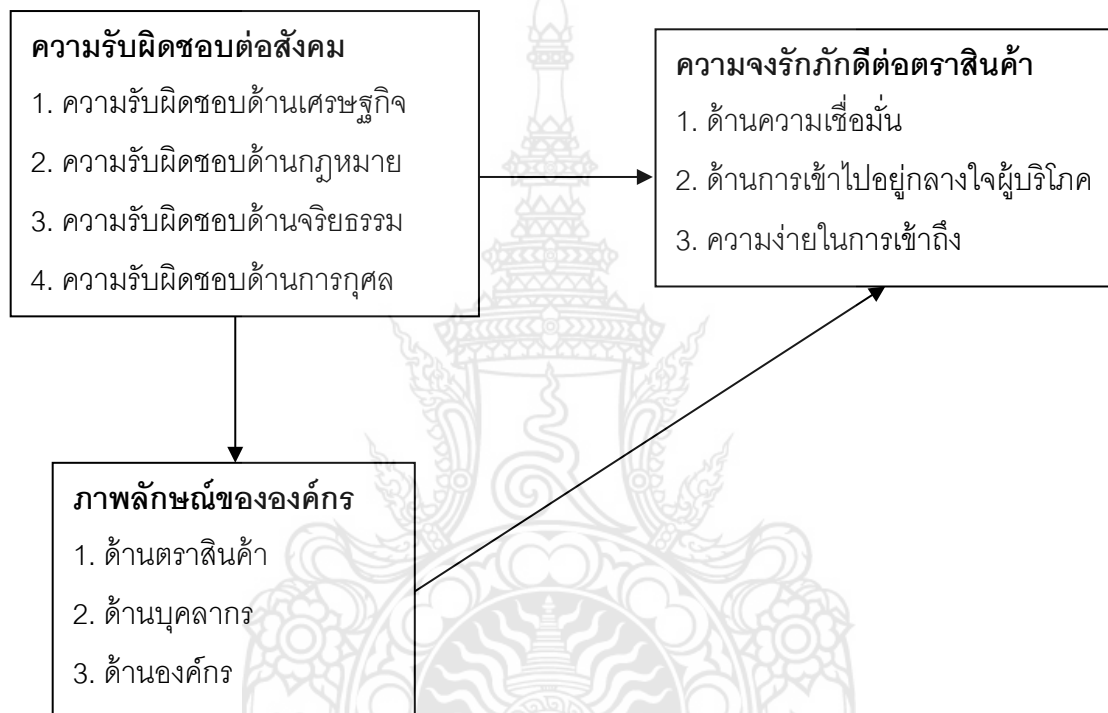 ความรับผิดชอบต่อสังคม
1. ความรับผิดชอบด้านเศรษฐกิจ
2. ความรับผิดชอบด้านกฎหมาย
3. ความรับผิดชอบด้านจริยธรรม
4. ความรับผิดชอบด้านการกุศล
ความจงรักภักดีต่อตราสินค้า
1. ด้านความเชื่อมั่น
2. ด้านการเข้าไปอยู่กลางใจผู้บริโภค
3. ความง่ายในการเข้าถึง
ภาพลักษณ์ขององค์กร
1. ด้านตราสินค้า
2. ด้านบุคลากร
3. ด้านองค์กร